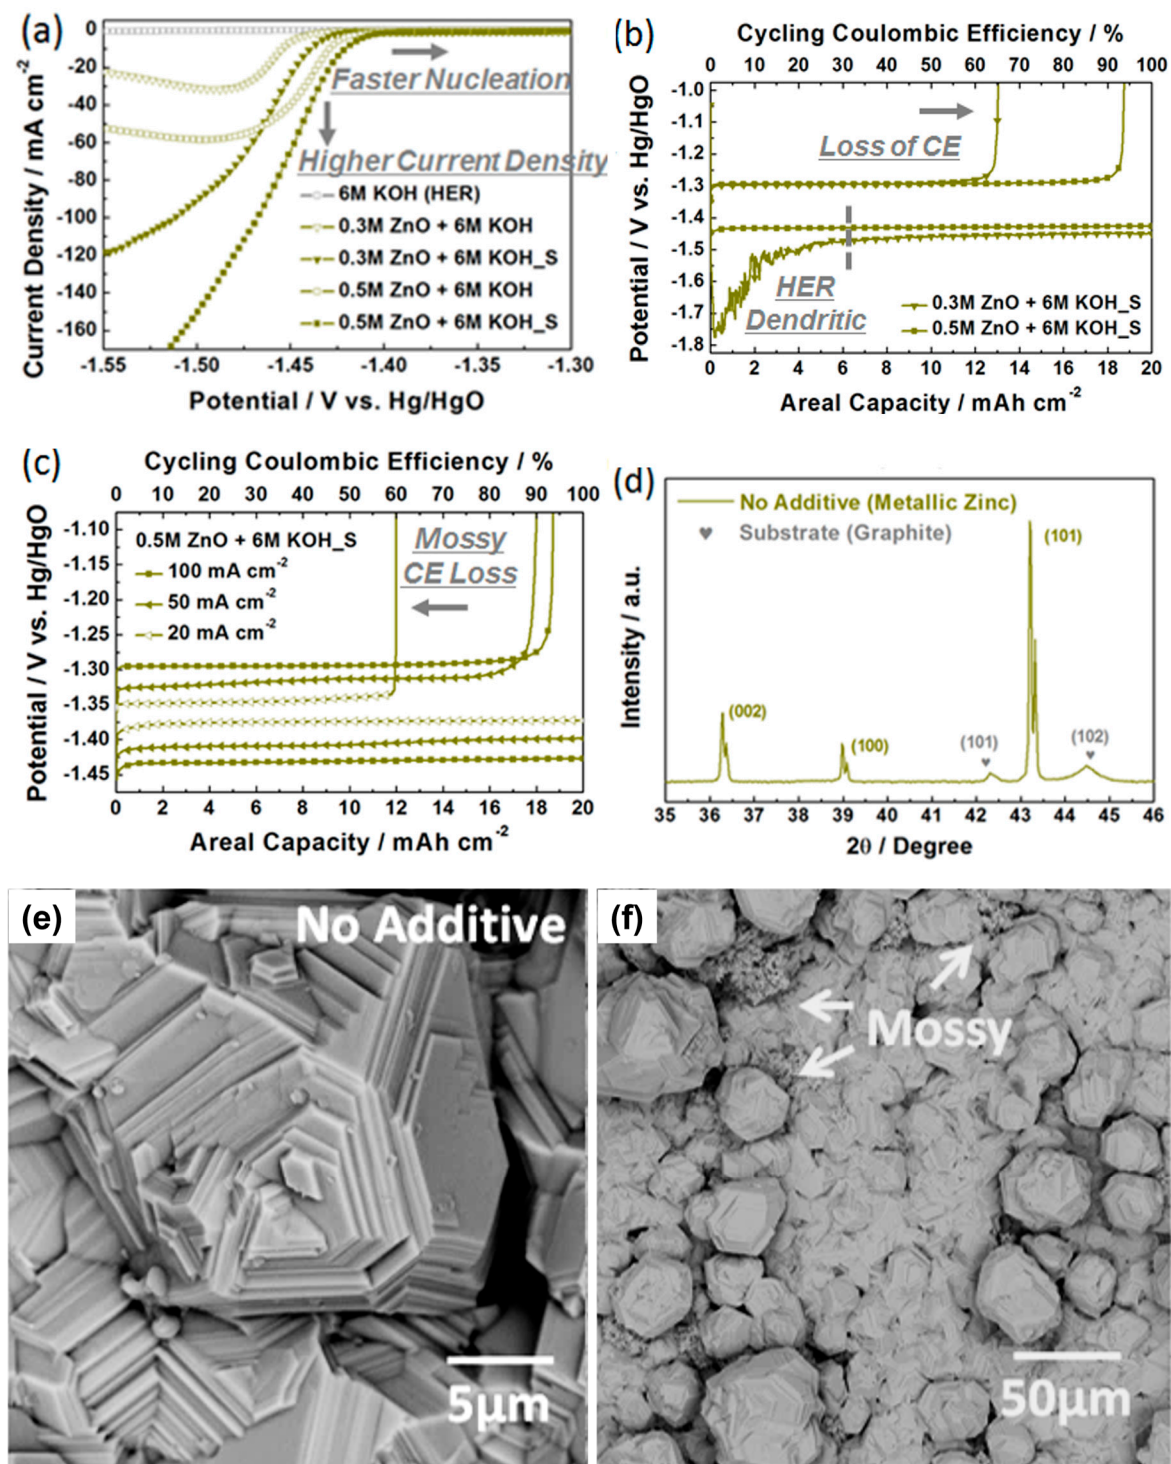 (a)
0
-20
-40
-60
-80
-100
-120
-140
-160
Current Density / mA cm-2
Faster Nucleation
Higher Current Density
6M KOH (HER)
0.3M ZnO + 6M KOH
0.3M ZnO + 6M KOH_S
0.5M ZnO + 6M KOH
0.5M ZnO + 6M KOH_S
-1.55 -1.50 -1.45 -1.40 -1.35 -1.30
Potential / V vs. Hg/HgO
(b)
Cycling Coulombic Efficiency / %
0 10 20 30 40 50 60 70 80 90 100
-1.0
-1.1
-1.2
-1.3
-1.4
-1.5
-1.6
-1.7
-1.8
Potential / V vs. Hg/HgO
Loss of CE
HER
Dendritic
0.3M ZnO + 6M KOH_S
0.5M ZnO + 6M KOH_S
0 2 4 6 8 10 12 14 16 18 20
Areal Capacity / mAh cm-2
(c)
Cycling Coulombic Efficiency / %
0 10 20 30 40 50 60 70 80 90 100
-1.10
-1.15
-1.20
-1.25
-1.30
-1.35
-1.40
-1.45
Potential / V vs. Hg/HgO
0.5M ZnO + 6M KOH_S
100 mA cm-2
50 mA cm-2
20 mA cm-2
Mossy
CE Loss
0 2 4 6 8 10 12 14 16 18 20
Areal Capacity / mAh cm-2
(d)
No Additive (Metallic Zinc)
Substrate (Graphite)
(002)
(100)
(101)
(101)
(102)
Intensity / a.u.
35 36 37 38 39 40 41 42 43 44 45 46
2θ / Degree
(e)
No Additive
5μm
(f)
Mossy
50μm